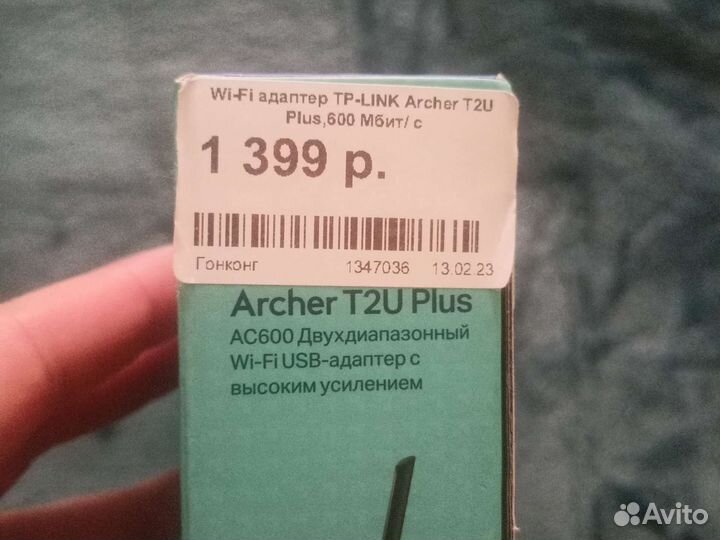 Wi-Fi адаптер TP-LINK Archer T2U
Plus,600 Мбит/ с
1 399 р.
Гонконг 1347036 13.02.23
Archer T2U Plus
AC600 Двухдиапазонный
Wi-Fi USB-адаптер с
высоким усилением
Avito